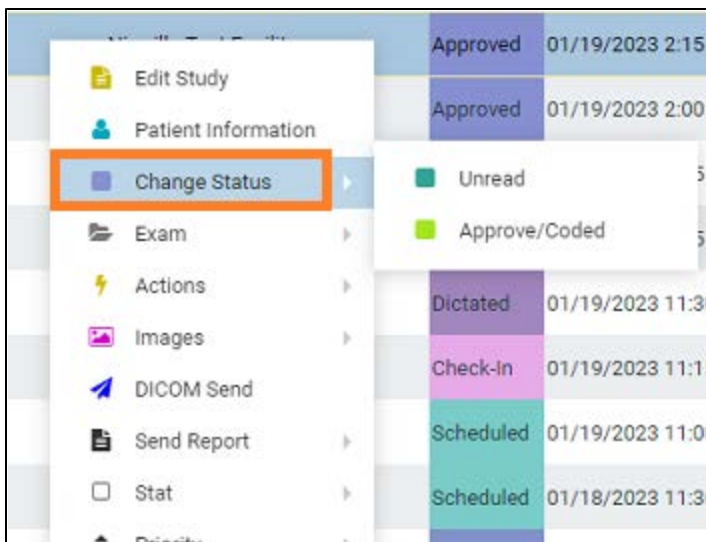 Approved 01/19/2023 2:15
Edit Study
Approved 01/19/2023 2:00
Patient Information
Change Status
Unread
Exam
Approve/Coded
Actions
Dictated 01/19/2023 11:3
Images
Check-In 01/19/2023 11:1
DICOM Send
Scheduled 01/19/2023 11:0
Send Report
Stat
Scheduled 01/18/2023 11:3